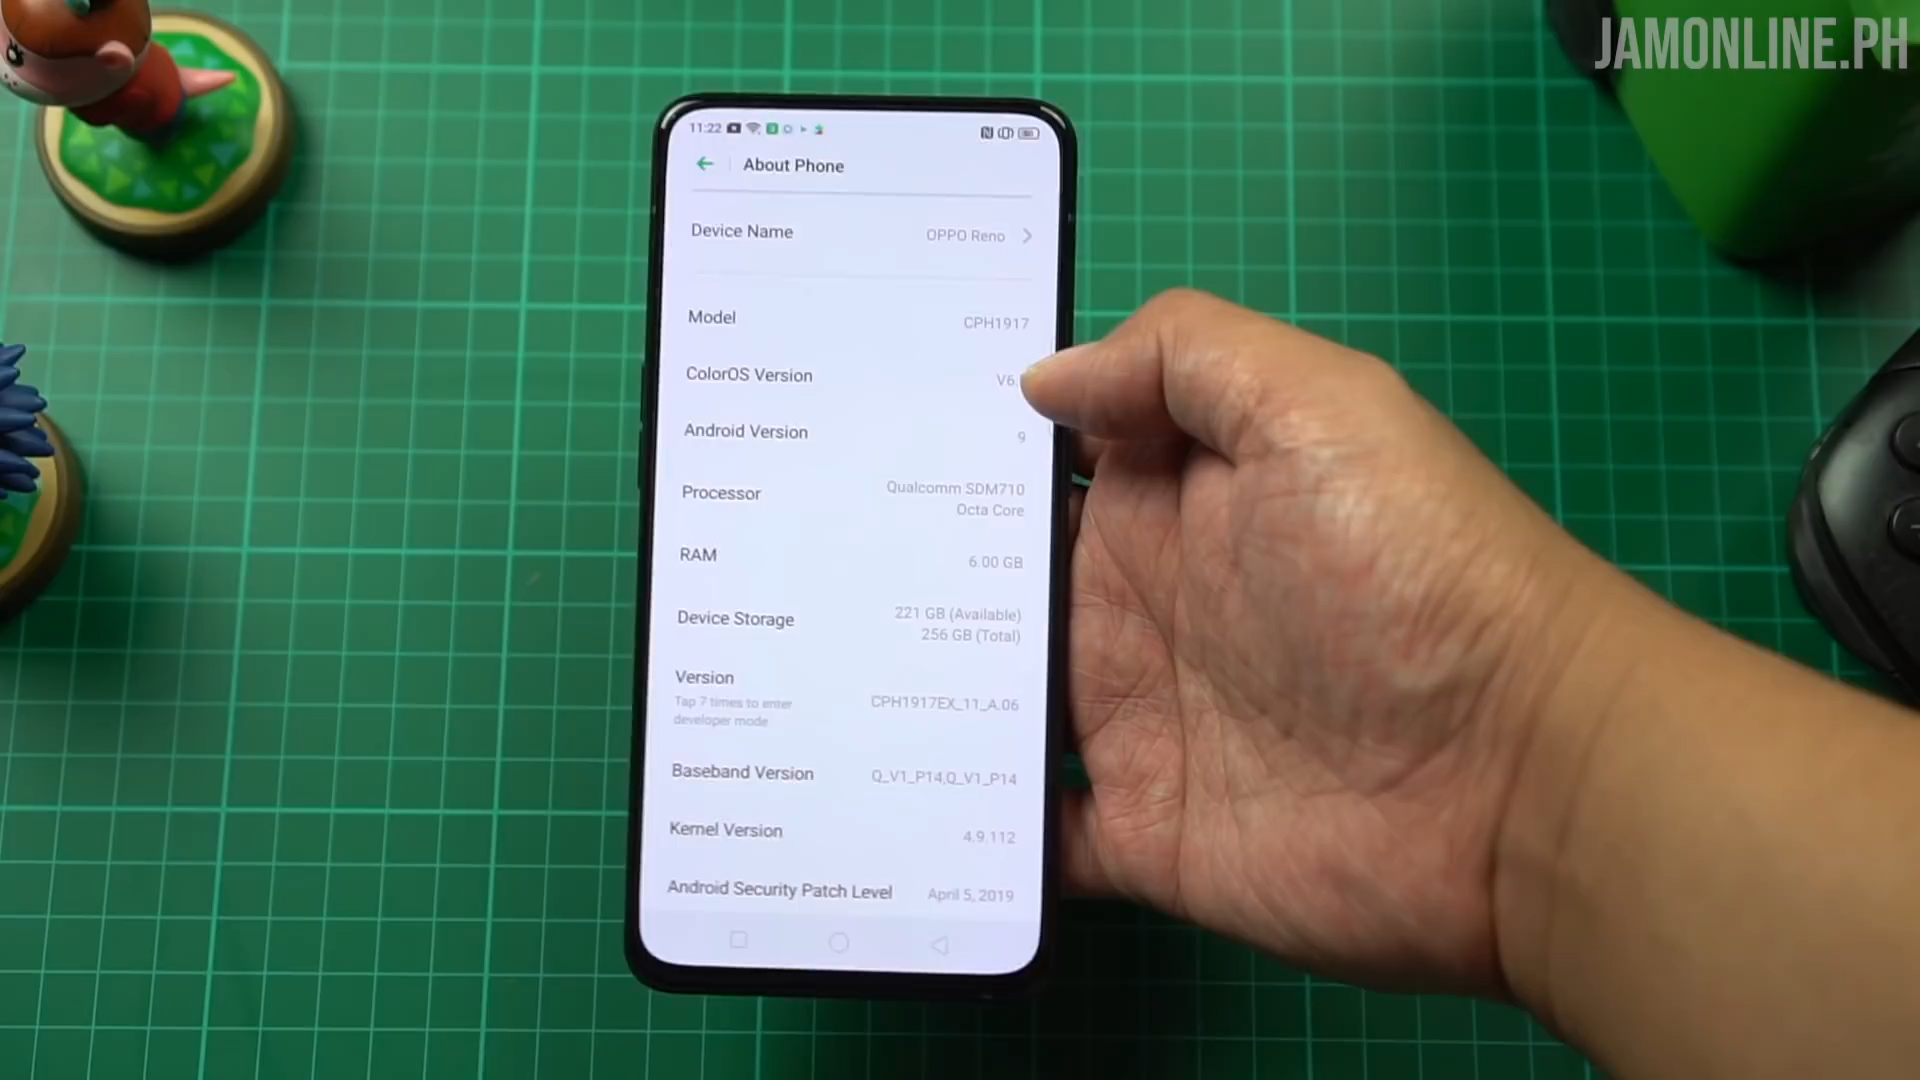 JAMONLINE.PH
11:22
About Phone
Device Name
OPPO Reno
Model
CPH1917
ColorOS Version
V6.
Android Version
9
Processor
Qualcomm SDM710
Octa Core
RAM
6.00 GB
Device Storage
221 GB (Available)
256 GB (Total)
Version
Tap 7 times to enter
developer mode
CPH1917EX_11_A.06
Baseband Version
Q_V1_P14,Q_V1_P14
Kernel Version
4.9.112
Android Security Patch Level
April 5, 2019